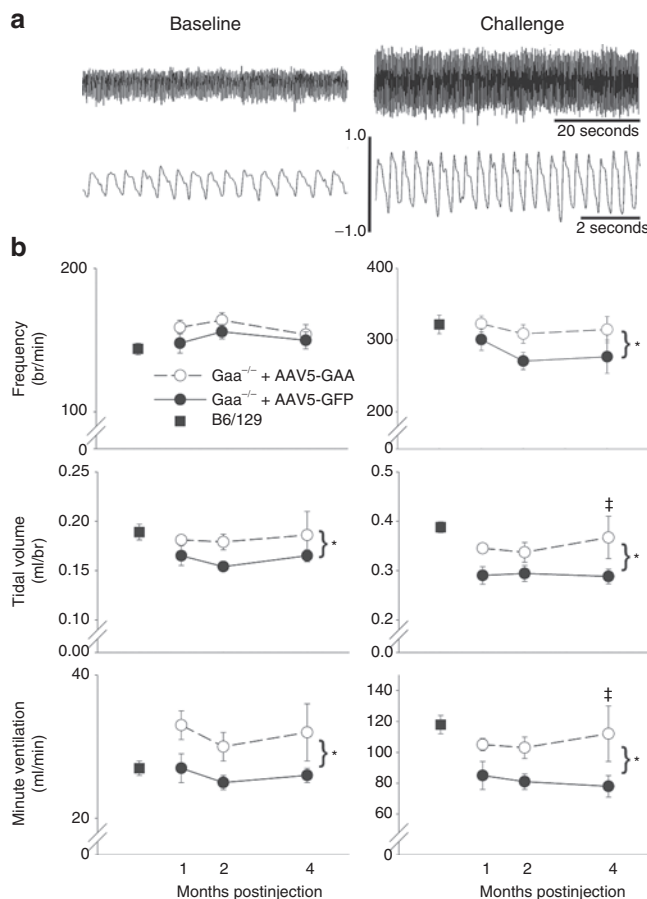 a
Baseline
Challenge
20 seconds
1.0
−1.0
2 seconds
b
Frequency
(br/min)
200
100
0
Gaa−/− + AAV5-GAA
Gaa−/− + AAV5-GFP
B6/129
400
300
200
0
*
Tidal volume
(ml/br)
0.25
0.20
0.15
0.10
0.00
*
0.5
0.4
0.3
0.2
0.0
‡
*
Minute ventilation
(ml/min)
40
20
0
*
140
120
100
80
60
0
‡
*
1 2 4
Months postinjection
1 2 4
Months postinjection